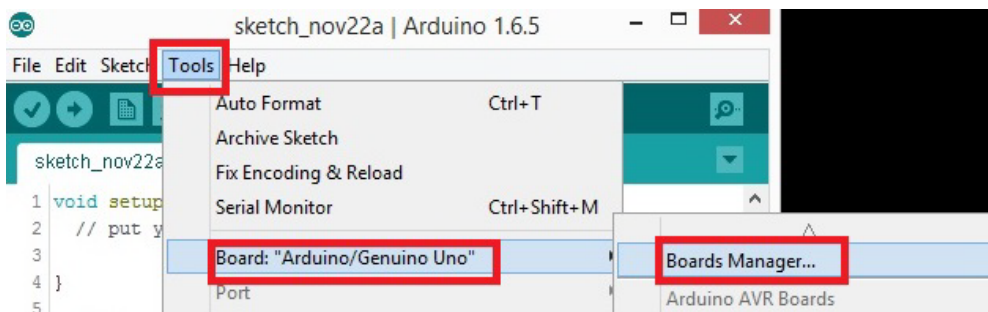 sketch_nov22a | Arduino 1.6.5
File Edit Sketch Tools Help
Auto Format Ctrl+T
Archive Sketch
sketch_nov22a
Fix Encoding & Reload
1 void setup
Serial Monitor Ctrl+Shift+M
2 // put y
3
Board: "Arduino/Genuino Uno"
Boards Manager...
4 }
Port
Arduino AVR Boards
5